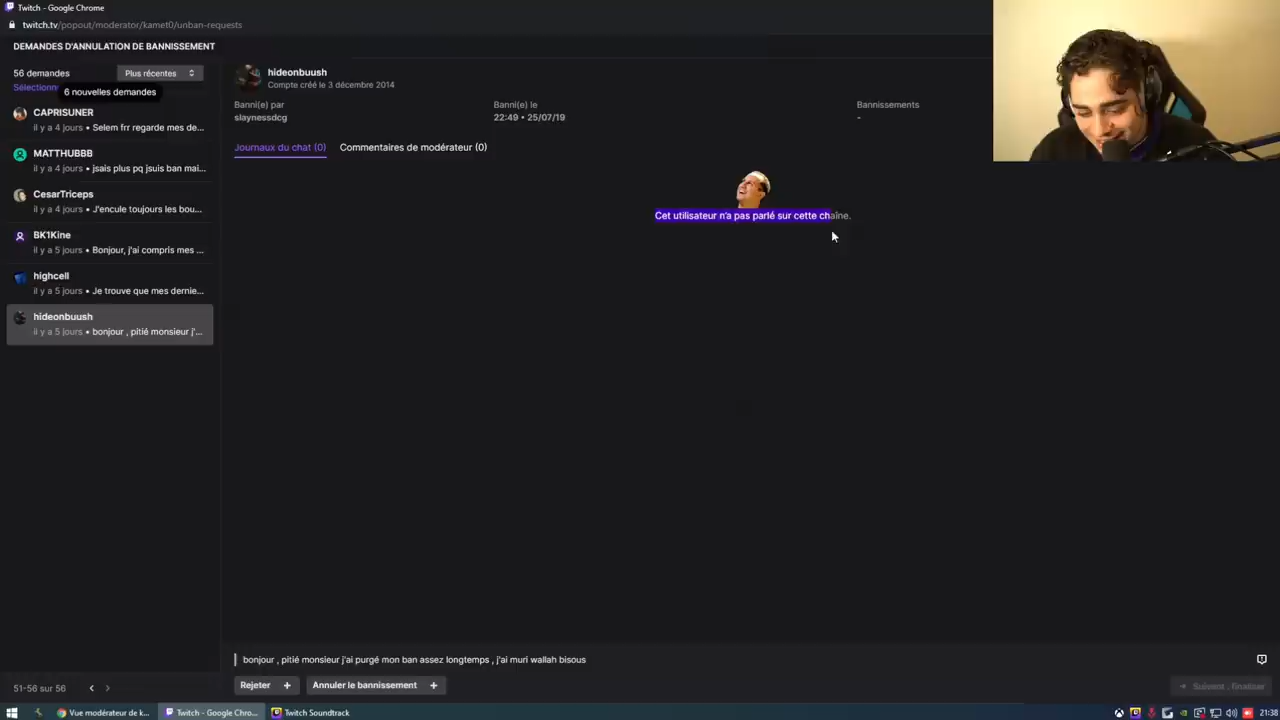 Twitch - Google Chrome
twitch.tv/popout/moderator/kamet0/unban-requests
DEMANDES D'ANNULATION DE BANNISSEMENT
56 demandes
Plus récentes
6 nouvelles demandes
CAPRISUNER
il y a 4 jours • Selem frr regarde mes de...
MATTHUBBB
il y a 4 jours • jsais plus pq jsuis ban mai...
CesarTriceps
il y a 4 jours • J'encule toujours les bou...
BK1Kine
il y a 5 jours • Bonjour, j'ai compris mes ...
highcell
il y a 5 jours • Je trouve que mes dernie...
hideonbuush
il y a 5 jours • bonjour , pitié monsieur j'...
51-56 sur 56
hideonbuush
Compte créé le 3 décembre 2014
Banni(e) par
slaynessdcg
Banni(e) le
22:49 • 25/07/19
Bannissements
-
Journaux du chat (0)
Commentaires de modérateur (0)
Cet utilisateur n'a pas parlé sur cette chaîne.
bonjour , pitié monsieur j'ai purgé mon ban assez longtemps , j'ai muri wallah bisous
Rejeter +
Annuler le bannissement +
Suivent , finaliser
Vue modérateur de k...
Twitch - Google Chro...
Twitch Soundtrack
21:38